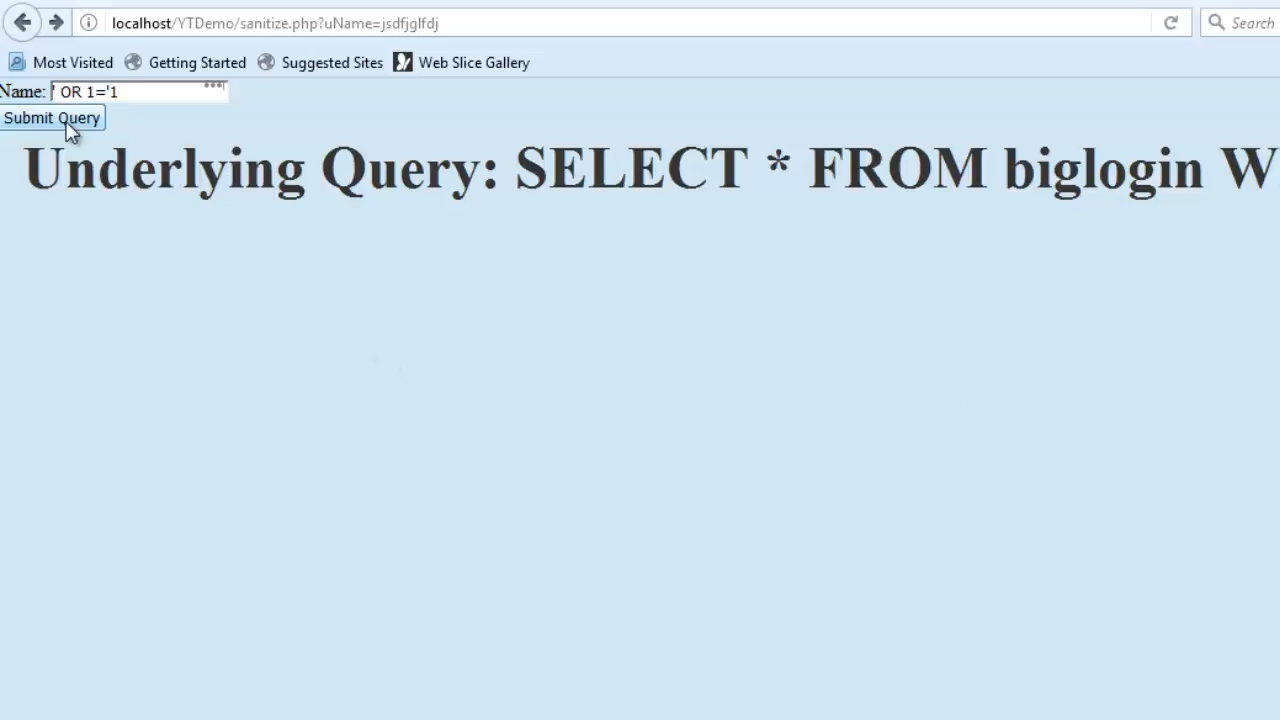 localhost/YTDemo/sanitize.php?uName=jsdfjglfdj
Search
Most Visited Getting Started Suggested Sites Web Slice Gallery
Name: ' OR 1='1
Submit Query
Underlying Query: SELECT * FROM biglogin W